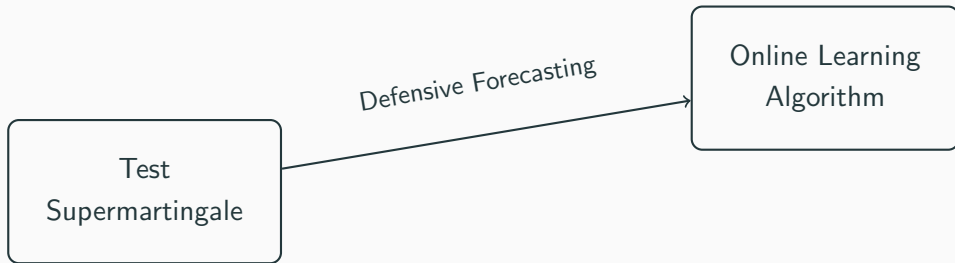 Test
Supermartingale
Defensive Forecasting
Online Learning
Algorithm